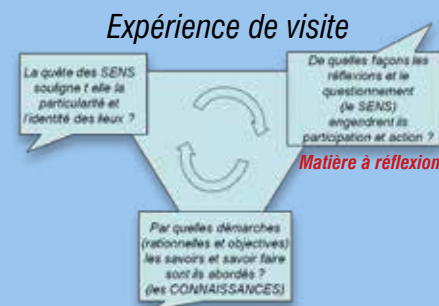 Expérience de visite
La quête des SENS
souligne t elle la
particularité et
l'identité des lieux ?
De quelles façons les
réflexions et le
questionnement
(le SENS)
engendrent ils
participation et action ?
Matière à réflexion
Par quelles démarches
(rationnelles et objectives)
les savoirs et savoir faire
sont ils abordés ?
(les CONNAISSANCES)